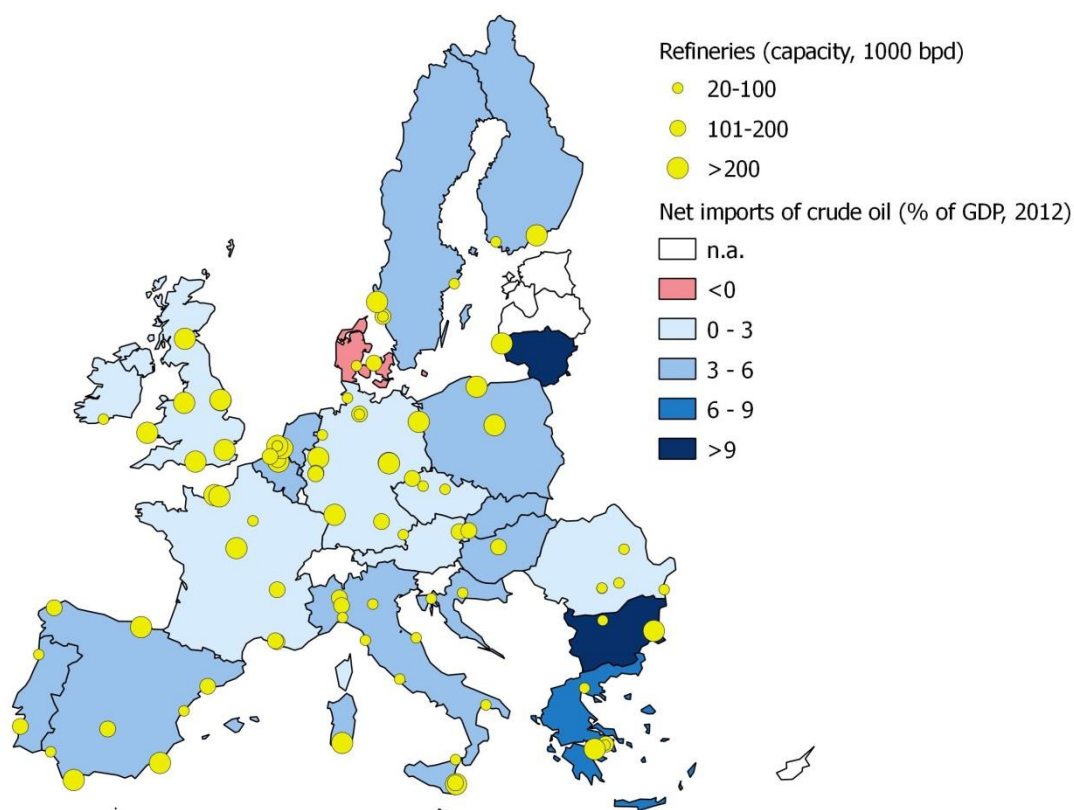 Refineries (capacity, 1000 bpd)
20-100
101-200
>200
Net imports of crude oil (% of GDP, 2012)
n.a.
<0
0 - 3
3 - 6
6 - 9
>9